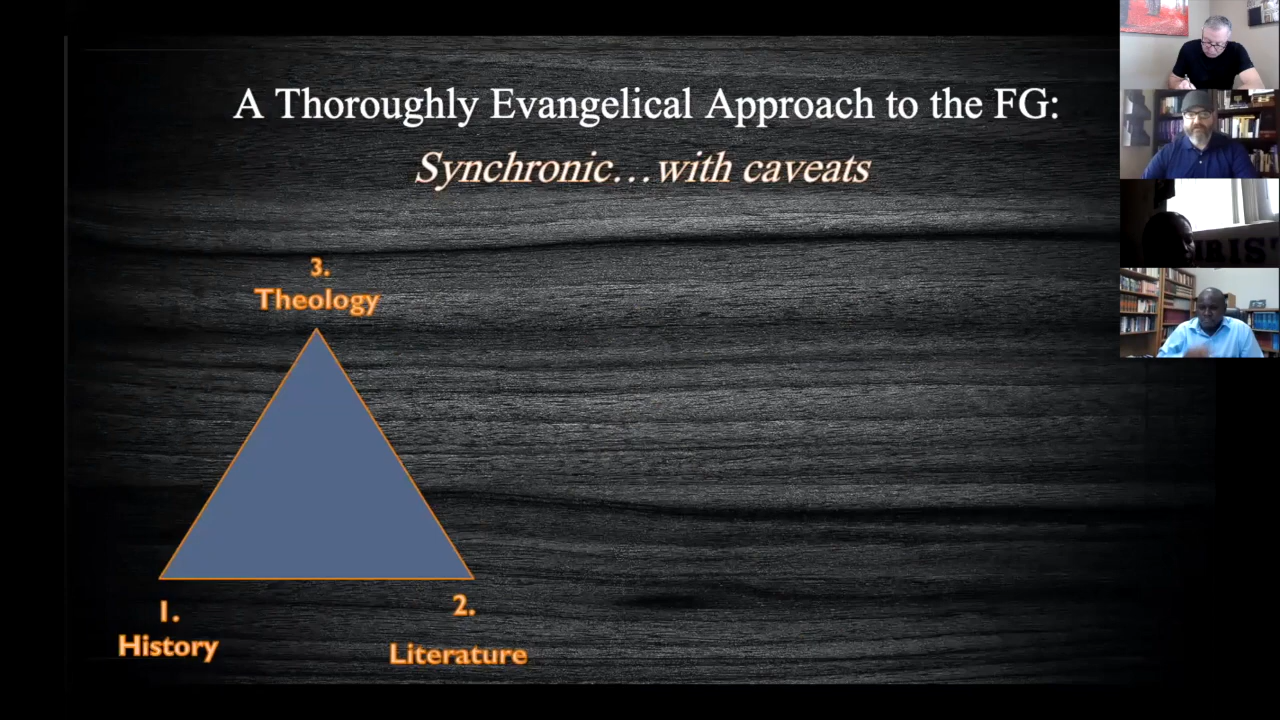 A Thoroughly Evangelical Approach to the FG:
Synchronic…with caveats
3.
Theology
1.
History
2.
Literature